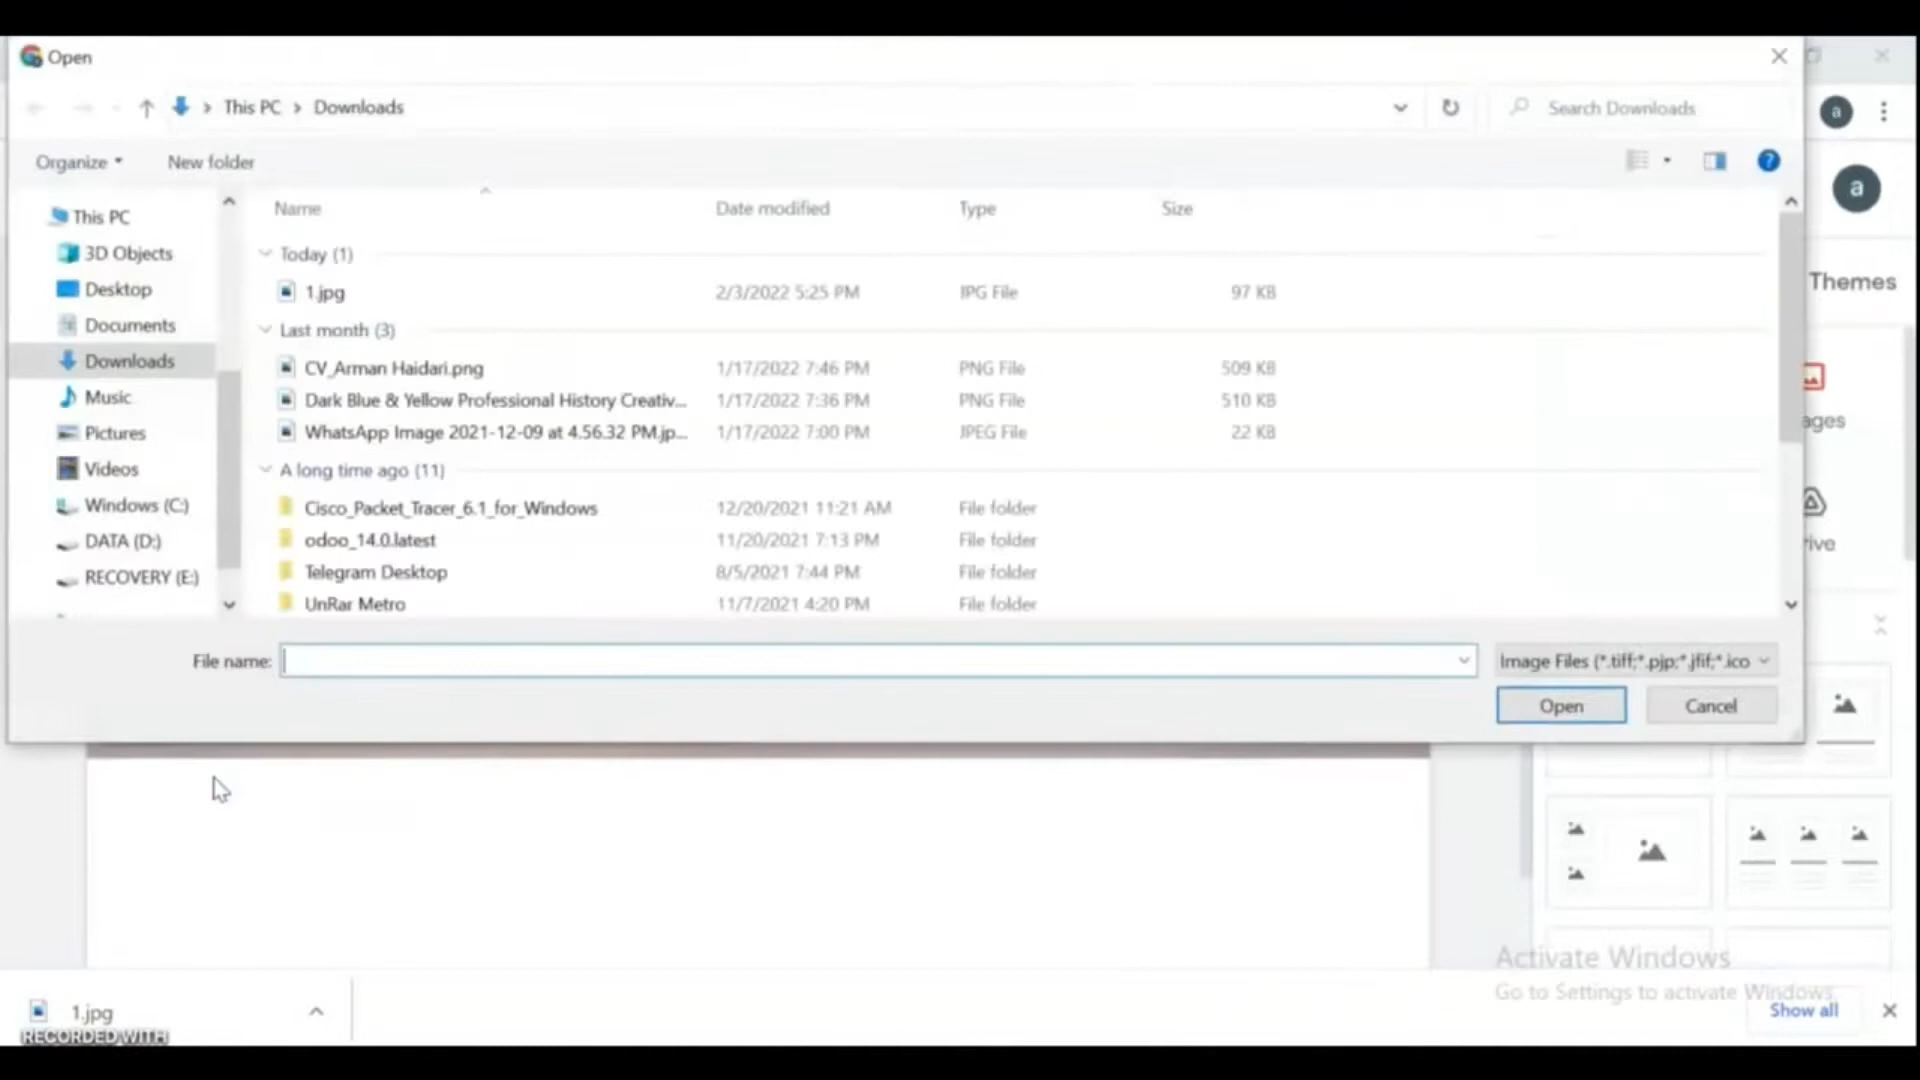 Open
This PC > Downloads
Search Downloads
a
Organize
New folder
?
a
Name
Date modified
Type
Size
This PC
3D Objects
Desktop
Documents
Downloads
Music
Pictures
Videos
Windows (C:)
DATA (D:)
RECOVERY (E:)
Today (1)
1.jpg 2/3/2022 5:25 PM JPG File 97 KB
Last month (3)
CV_Arman Haidari.png 1/17/2022 7:46 PM PNG File 509 KB
Dark Blue & Yellow Professional History Creativ... 1/17/2022 7:36 PM PNG File 510 KB
WhatsApp Image 2021-12-09 at 4.56.32 PM.jp... 1/17/2022 7:00 PM JPEG File 22 KB
A long time ago (11)
Cisco_Packet_Tracer_6.1_for_Windows 12/20/2021 11:21 AM File folder
odoo_14.0.latest 11/20/2021 7:13 PM File folder
Telegram Desktop 8/5/2021 7:44 PM File folder
UnRar Metro 11/7/2021 4:20 PM File folder
Themes
ages
rive
File name:
Image Files (*.tiff;*.pjp;*.jfif;*.ico
Open
Cancel
Activate Windows
Go to Settings to activate Windows.
1.jpg
Show all
RECORDED WITH